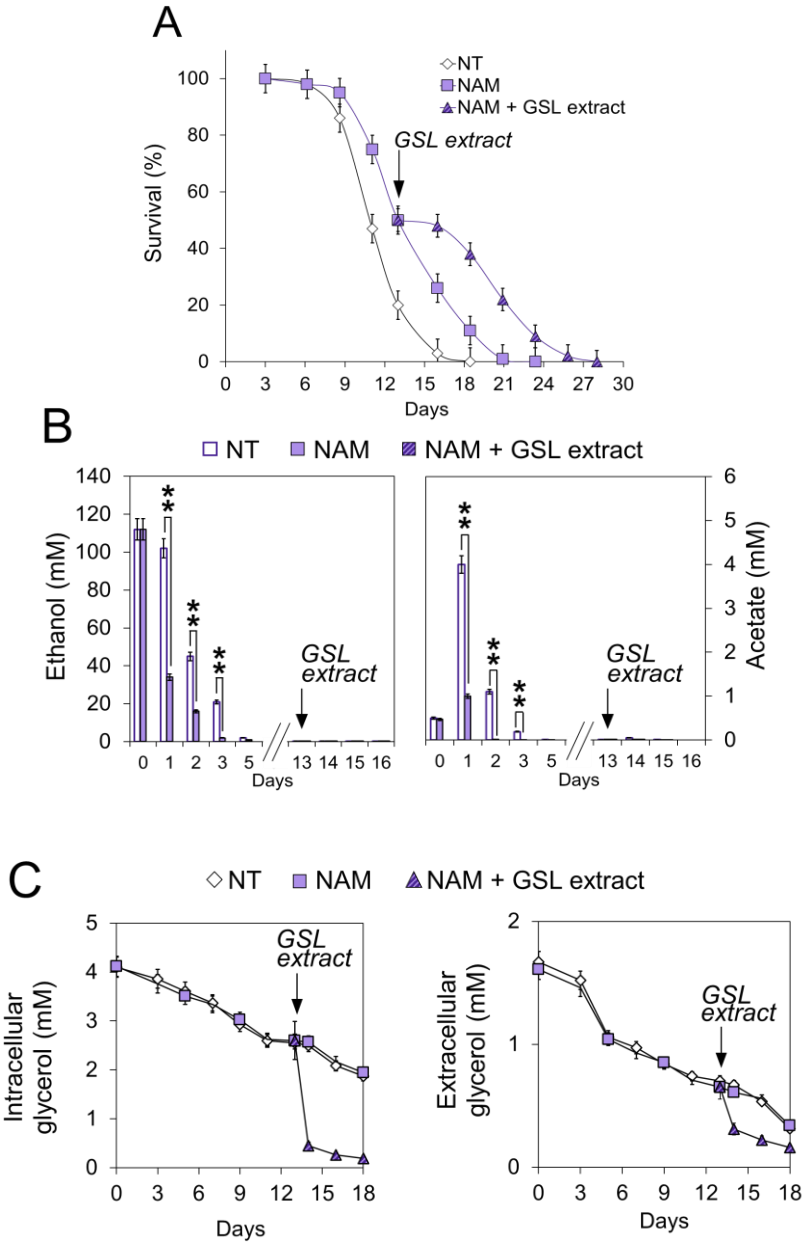 A
NT
NAM
NAM + GSL extract
GSL extract
Survival (%)
100
80
60
40
20
0
0 3 6 9 12 15 18 21 24 27 30
Days
B
NT NAM NAM + GSL extract
Ethanol (mM)
140
120
100
80
60
40
20
0
** ** **
GSL
extract
0 1 2 3 5 // 13 14 15 16
Days
** ** **
GSL
extract
0 1 2 3 5 // 13 14 15 16
Days
6
5
4
3
2
1
0
Acetate (mM)
C
NT NAM NAM + GSL extract
Intracellular
glycerol (mM)
5
4
3
2
1
0
GSL
extract
0 3 6 9 12 15 18
Days
Extracellular
glycerol (mM)
2
1
0
GSL
extract
0 3 6 9 12 15 18
Days